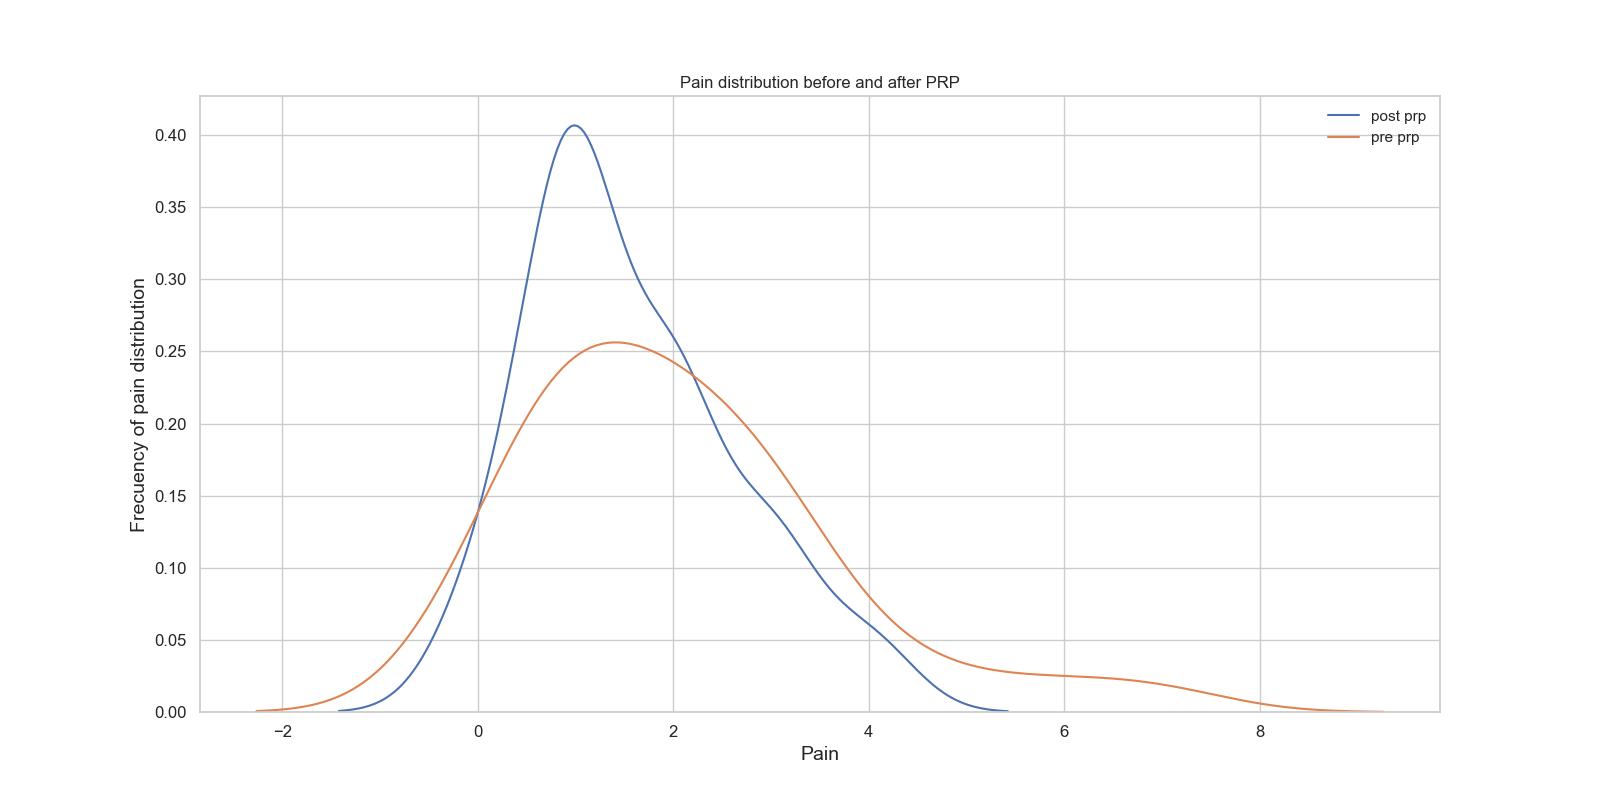 Pain distribution before and after PRP
post prp
pre prp
Frecuency of pain distribution
0.40
0.35
0.30
0.25
0.20
0.15
0.10
0.05
0.00
−2 0 2 4 6 8
Pain